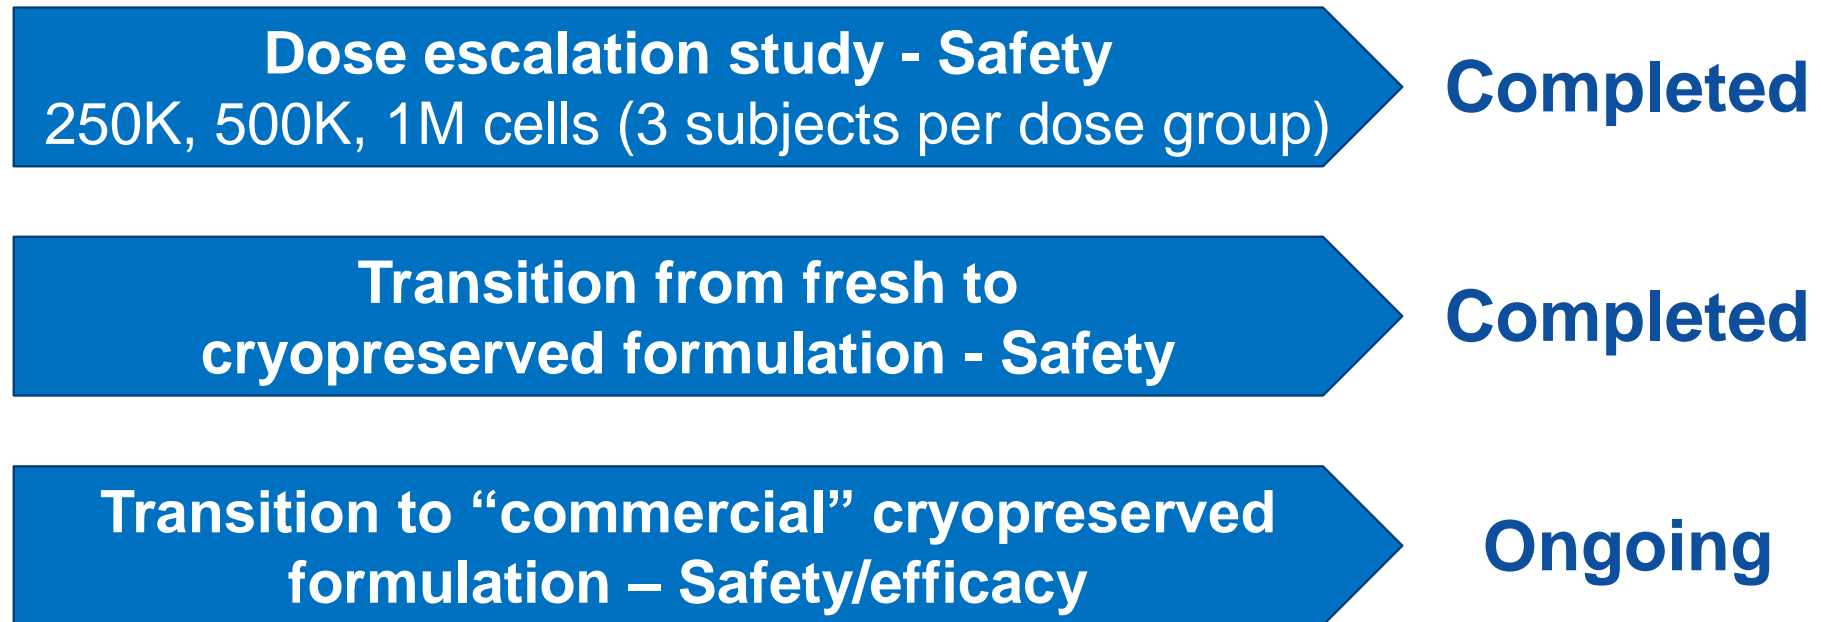 Dose escalation study - Safety
250K, 500K, 1M cells (3 subjects per dose group)
Completed
Transition from fresh to
cryopreserved formulation - Safety
Completed
Transition to “commercial” cryopreserved
formulation – Safety/efficacy
Ongoing